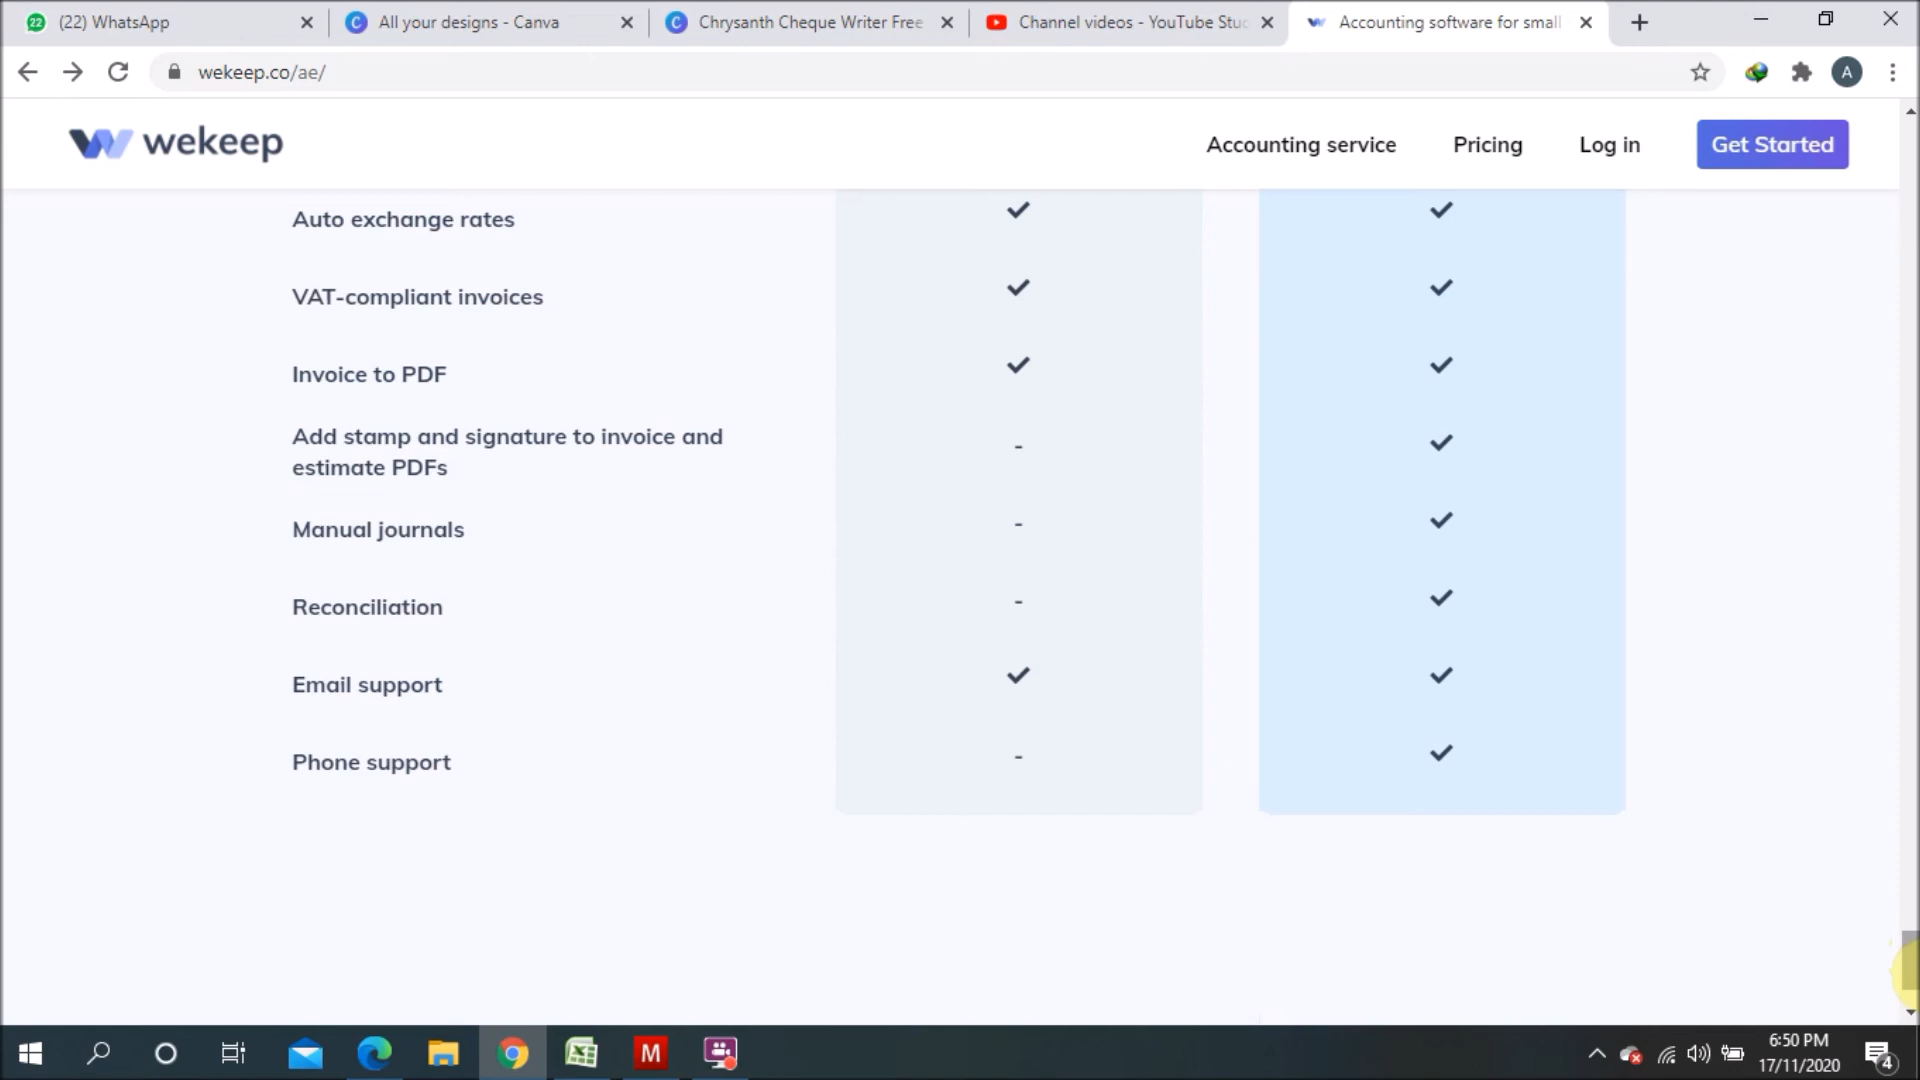 22 (22) WhatsApp
All your designs - Canva
Chrysanth Cheque Writer Free
Channel videos - YouTube Stu
Accounting software for small
wekeep.co/ae/
A
wekeep
Accounting service
Pricing
Log in
Get Started
Auto exchange rates
VAT-compliant invoices
Invoice to PDF
Add stamp and signature to invoice and
estimate PDFs
-
Manual journals
-
Reconciliation
-
Email support
Phone support
-
M
6:50 PM
17/11/2020
4